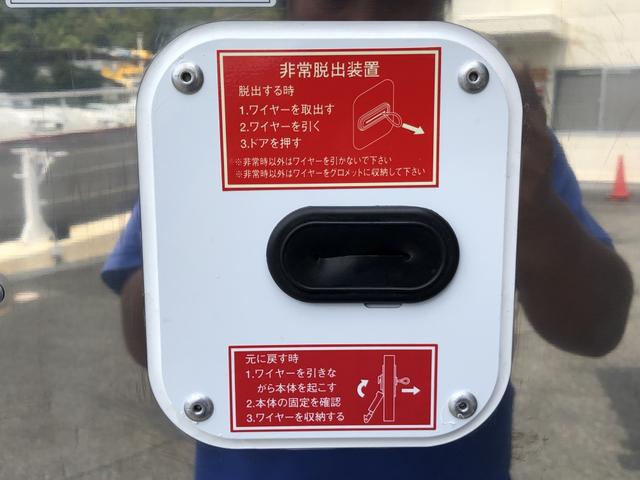 非常脱出装置
脱出する時
1.ワイヤーを取出す
2.ワイヤーを引く
3.ドアを押す
※非常時以外はワイヤーを引かないで下さい
※非常時以外はワイヤーをグロメットに収納して下さい
元に戻す時
1.ワイヤーを引きな
がら本体を起こす
2.本体の固定を確認
3.ワイヤーを収納する